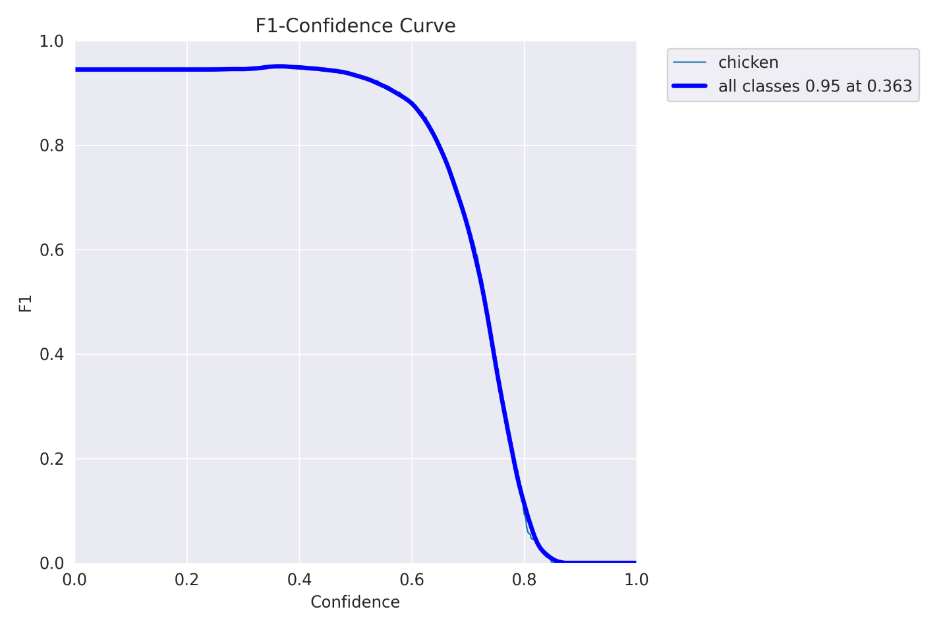 F1-Confidence Curve
chicken
all classes 0.95 at 0.363
1.0
0.8
0.6
0.4
0.2
0.0
F1
0.0 0.2 0.4 0.6 0.8 1.0
Confidence